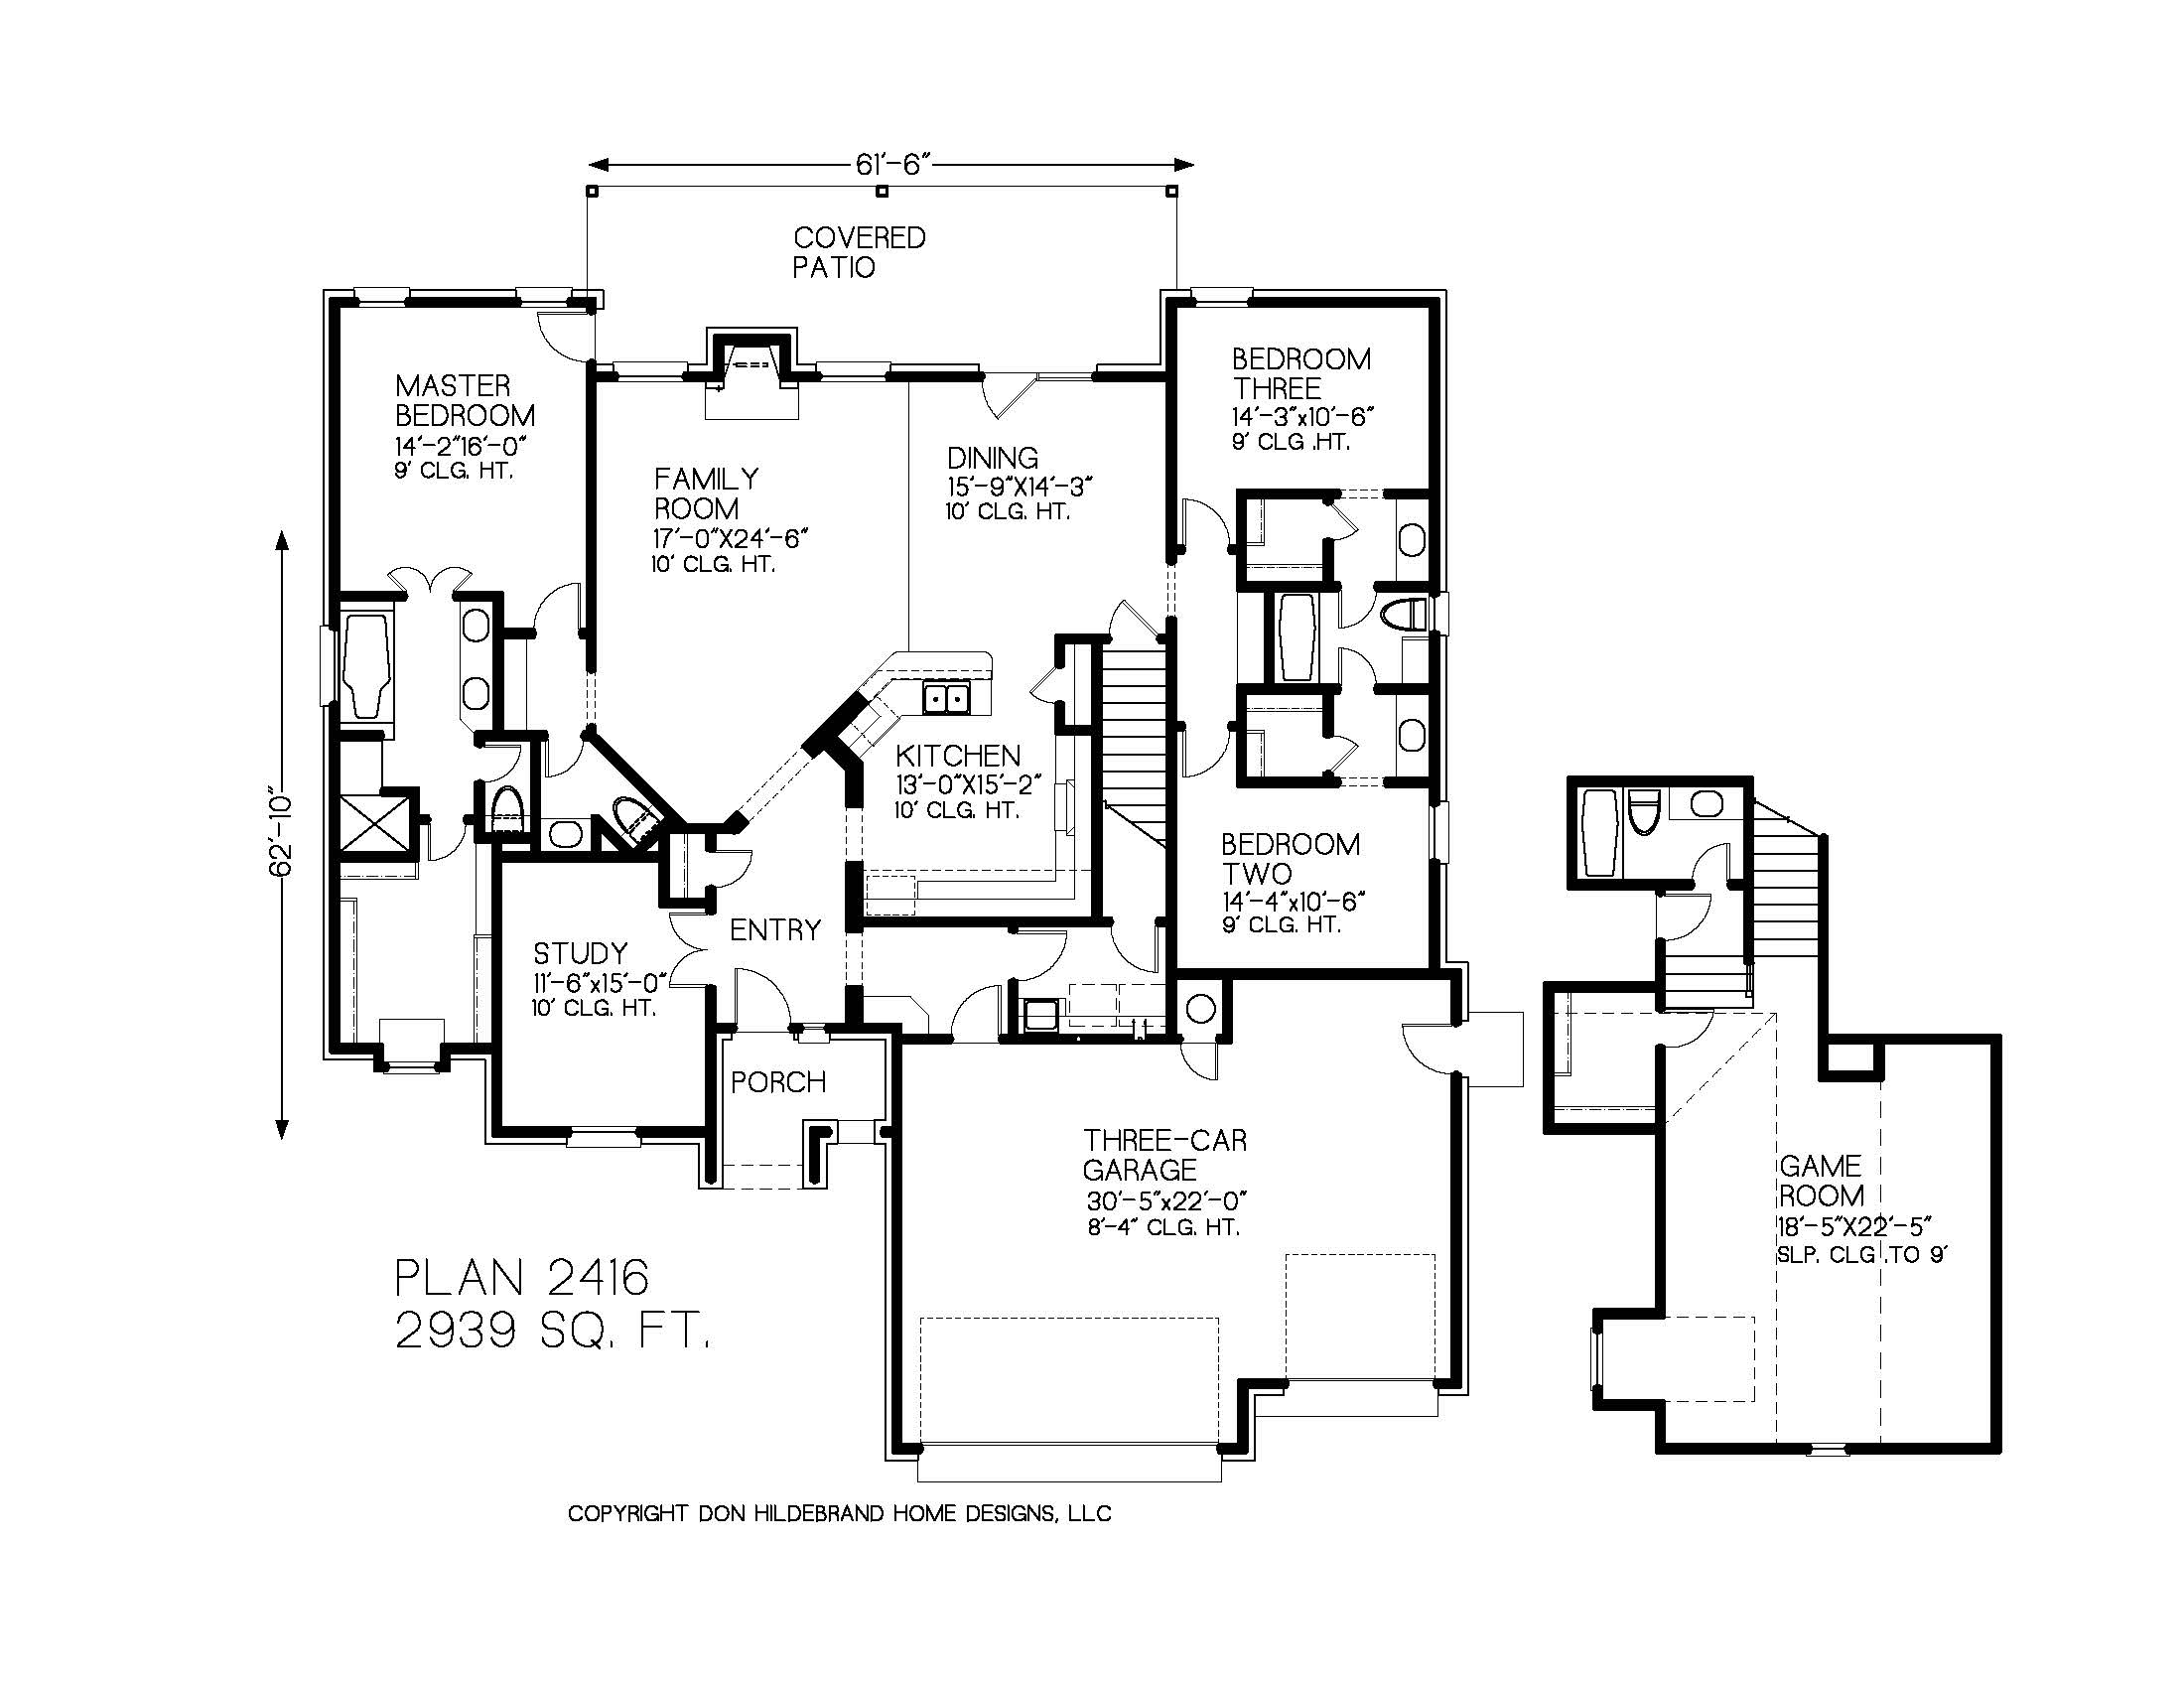 61'-6"
COVERED
PATIO
MASTER
BEDROOM
14'-2"16'-0"
9' CLG. HT.
FAMILY
ROOM
17'-0"X24'-6"
10' CLG. HT.
DINING
15'-9"X14'-3"
10' CLG. HT.
BEDROOM
THREE
14'-3"x10'-6"
9' CLG .HT.
62'-10"
KITCHEN
13'-0"X15'-2"
10' CLG. HT.
BEDROOM
TWO
14'-4"x10'-6"
9' CLG. HT.
ENTRY
STUDY
11'-6"x15'-0"
10' CLG. HT.
PORCH
THREE-CAR
GARAGE
30'-5"x22'-0"
8'-4" CLG. HT.
GAME
ROOM
18'-5"X22'-5"
SLP. CLG .TO 9'
PLAN 2416
2939 SQ. FT.
COPYRIGHT DON HILDEBRAND HOME DESIGNS, LLC